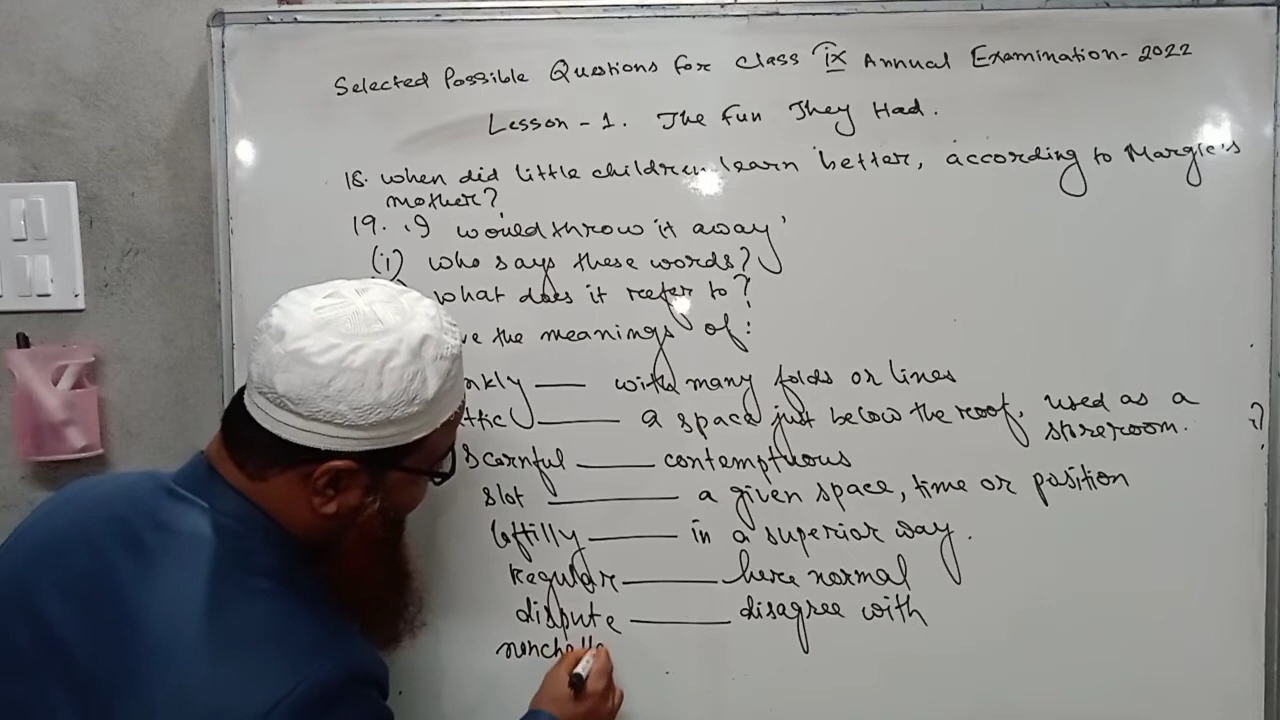 Selected Possible Questions for class ix Annual Examination - 2022
Lesson - 1. The Fun They Had.
18. when did little children learn better, according to Margie's
mother?
19. 'I would throw it away'
(i) who says these words?
what does it refer to?
the meanings of:
nkly — with many folds or lines
ttic — a space just below the roof, used as a
storeroom.
scornful — contemptuous
slot — a given space, time or position
loftily — in a superior way.
Regular — here normal
dispute — disagree with